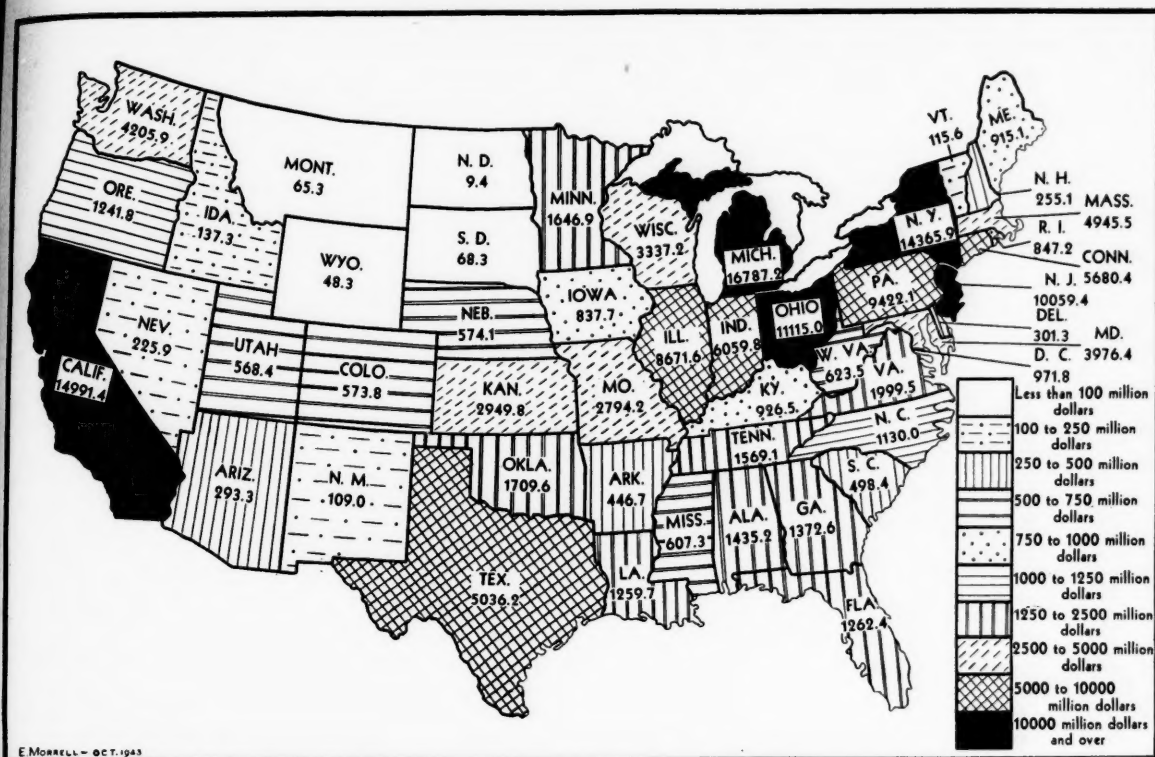 WASH.
4205.9
MONT.
65.3
N. D.
9.4
MINN.
1646.9
VT.
115.6
ME.
915.1
ORE.
1241.8
IDA.
137.3
S. D.
68.3
WISC.
3337.2
MICH.
16787.2
N. Y.
14365.9
N. H.
255.1
MASS.
4945.5
R. I.
847.2
CONN.
5680.4
N. J.
10059.4
DEL.
301.3
MD.
3976.4
D. C.
971.8
WYO.
48.3
IOWA
837.7
NEB.
574.1
ILL.
8671.6
IND.
6059.8
OHIO
11115.0
PA.
9422.1
NEV.
225.9
UTAH
568.4
COLO.
573.8
CALIF.
14991.4
KAN.
2949.8
MO.
2794.2
KY.
926.5
W. VA.
623.5
VA.
1999.5
N. C.
1130.0
TENN.
1569.1
S. C.
498.4
ARIZ.
293.3
N. M.
109.0
OKLA.
1709.6
ARK.
446.7
MISS.
607.3
ALA.
1435.2
GA.
1372.6
TEX.
5036.2
LA.
1259.7
FLA.
1262.4
Less than 100 million
dollars
100 to 250 million
dollars
250 to 500 million
dollars
500 to 750 million
dollars
750 to 1000 million
dollars
1000 to 1250 million
dollars
1250 to 2500 million
dollars
2500 to 5000 million
dollars
5000 to 10000
million dollars
10000 million dollars
and over
E. MORRELL - OCT. 1943